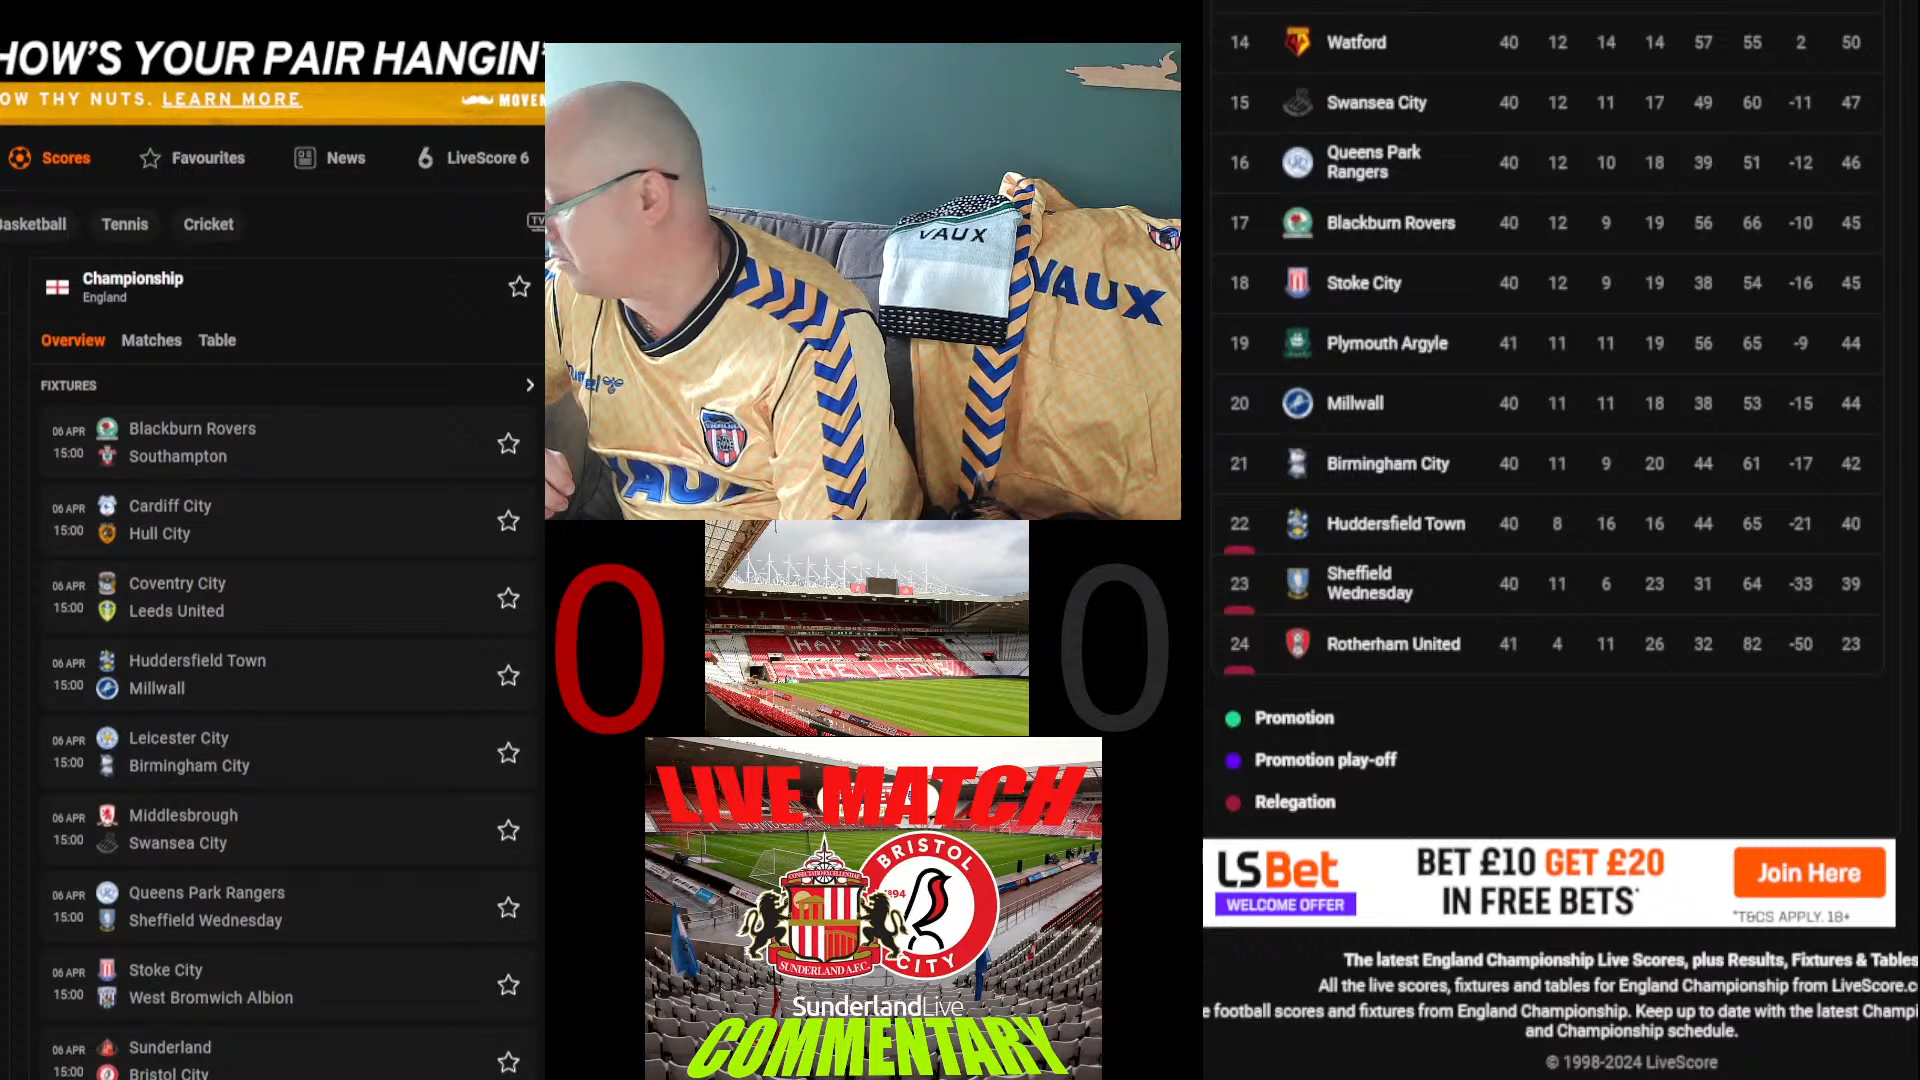 HOW'S YOUR PAIR HANGIN'
OW THY NUTS. LEARN MORE
MOVEM
Scores
Favourites
News
LiveScore 6
Basketball
Tennis
Cricket
TV
Championship
England
Overview
Matches
Table
FIXTURES
06 APR
15:00
Blackburn Rovers
Southampton
06 APR
15:00
Cardiff City
Hull City
06 APR
15:00
Coventry City
Leeds United
06 APR
15:00
Huddersfield Town
Millwall
06 APR
15:00
Leicester City
Birmingham City
06 APR
15:00
Middlesbrough
Swansea City
06 APR
15:00
Queens Park Rangers
Sheffield Wednesday
06 APR
15:00
Stoke City
West Bromwich Albion
06 APR
15:00
Sunderland
Bristol City
VAUX
VAUX
hummel
VAUX
0
HA'WAY
THE LADS
0
LIVE MATCH
CONSECTATIO EXCELLENTIAE
SUNDERLAND A.F.C.
BRISTOL
1894
CITY
SunderlandLive
COMMENTARY
14 Watford 40 12 14 14 57 55 2 50
15 Swansea City 40 12 11 17 49 60 -11 47
16 Queens Park Rangers 40 12 10 18 39 51 -12 46
17 Blackburn Rovers 40 12 9 19 56 66 -10 45
18 Stoke City 40 12 9 19 38 54 -16 45
19 Plymouth Argyle 41 11 11 19 56 65 -9 44
20 Millwall 40 11 11 18 38 53 -15 44
21 Birmingham City 40 11 9 20 44 61 -17 42
22 Huddersfield Town 40 8 16 16 44 65 -21 40
23 Sheffield Wednesday 40 11 6 23 31 64 -33 39
24 Rotherham United 41 4 11 26 32 82 -50 23
Promotion
Promotion play-off
Relegation
LSBet
WELCOME OFFER
BET £10 GET £20
IN FREE BETS*
Join Here
*T&CS APPLY. 18+
The latest England Championship Live Scores, plus Results, Fixtures & Tables
All the live scores, fixtures and tables for England Championship from LiveScore.c
e football scores and fixtures from England Championship. Keep up to date with the latest Champi
and Championship schedule.
© 1998-2024 LiveScore